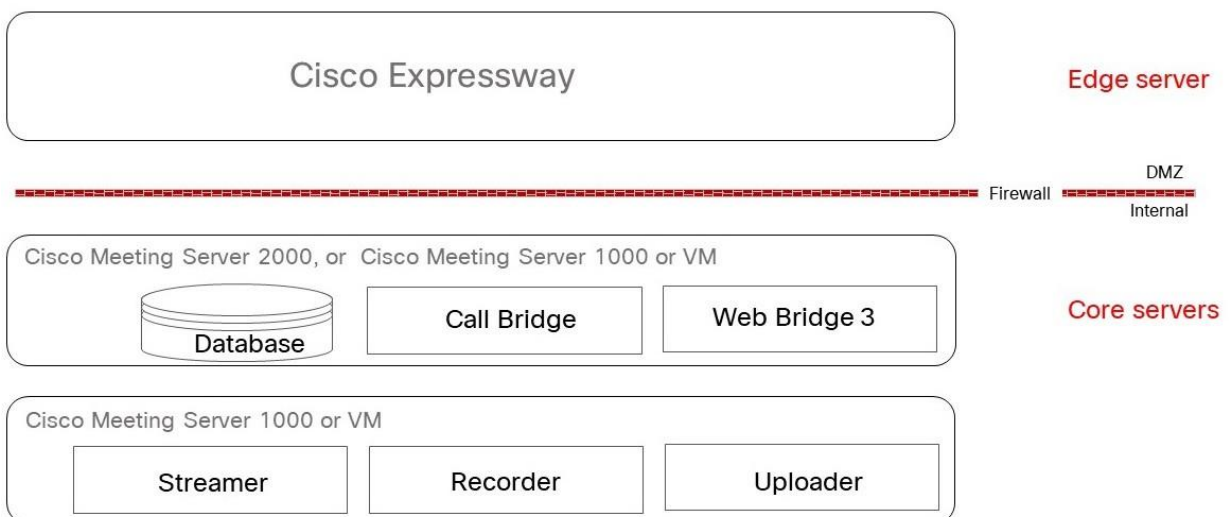 Cisco Expressway
Edge server
DMZ
Firewall
Internal
Cisco Meeting Server 2000, or Cisco Meeting Server 1000 or VM
Database
Call Bridge
Web Bridge 3
Core servers
Cisco Meeting Server 1000 or VM
Streamer
Recorder
Uploader